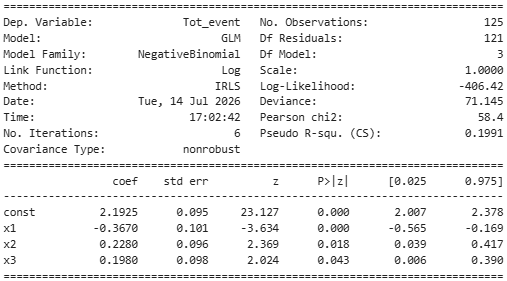 ==============================================================================
Dep. Variable:              Tot_event   No. Observations:                  125
Model:                            GLM   Df Residuals:                      121
Model Family:        NegativeBinomial   Df Model:                            3
Link Function:                    Log   Scale:                          1.0000
Method:                          IRLS   Log-Likelihood:                -406.42
Date:                Tue, 14 Jul 2026   Deviance:                       71.145
Time:                        17:02:42   Pearson chi2:                     58.4
No. Iterations:                     6   Pseudo R-squ. (CS):             0.1991
Covariance Type:            nonrobust
==============================================================================
                 coef    std err          z      P>|z|      [0.025      0.975]
------------------------------------------------------------------------------
const          2.1925      0.095     23.127      0.000       2.007       2.378
x1            -0.3670      0.101     -3.634      0.000      -0.565      -0.169
x2             0.2280      0.096      2.369      0.018       0.039       0.417
x3             0.1980      0.098      2.024      0.043       0.006       0.390
==============================================================================